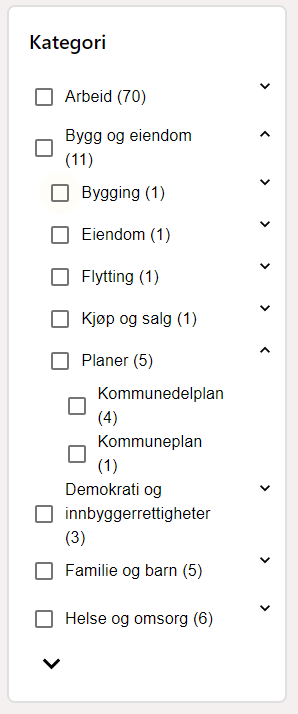 Kategori
Arbeid (70)
Bygg og eiendom
(11)
Bygging (1)
Eiendom (1)
Flytting (1)
Kjøp og salg (1)
Planer (5)
Kommunedelplan
(4)
Kommuneplan
(1)
Demokrati og
innbyggerrettigheter
(3)
Familie og barn (5)
Helse og omsorg (6)